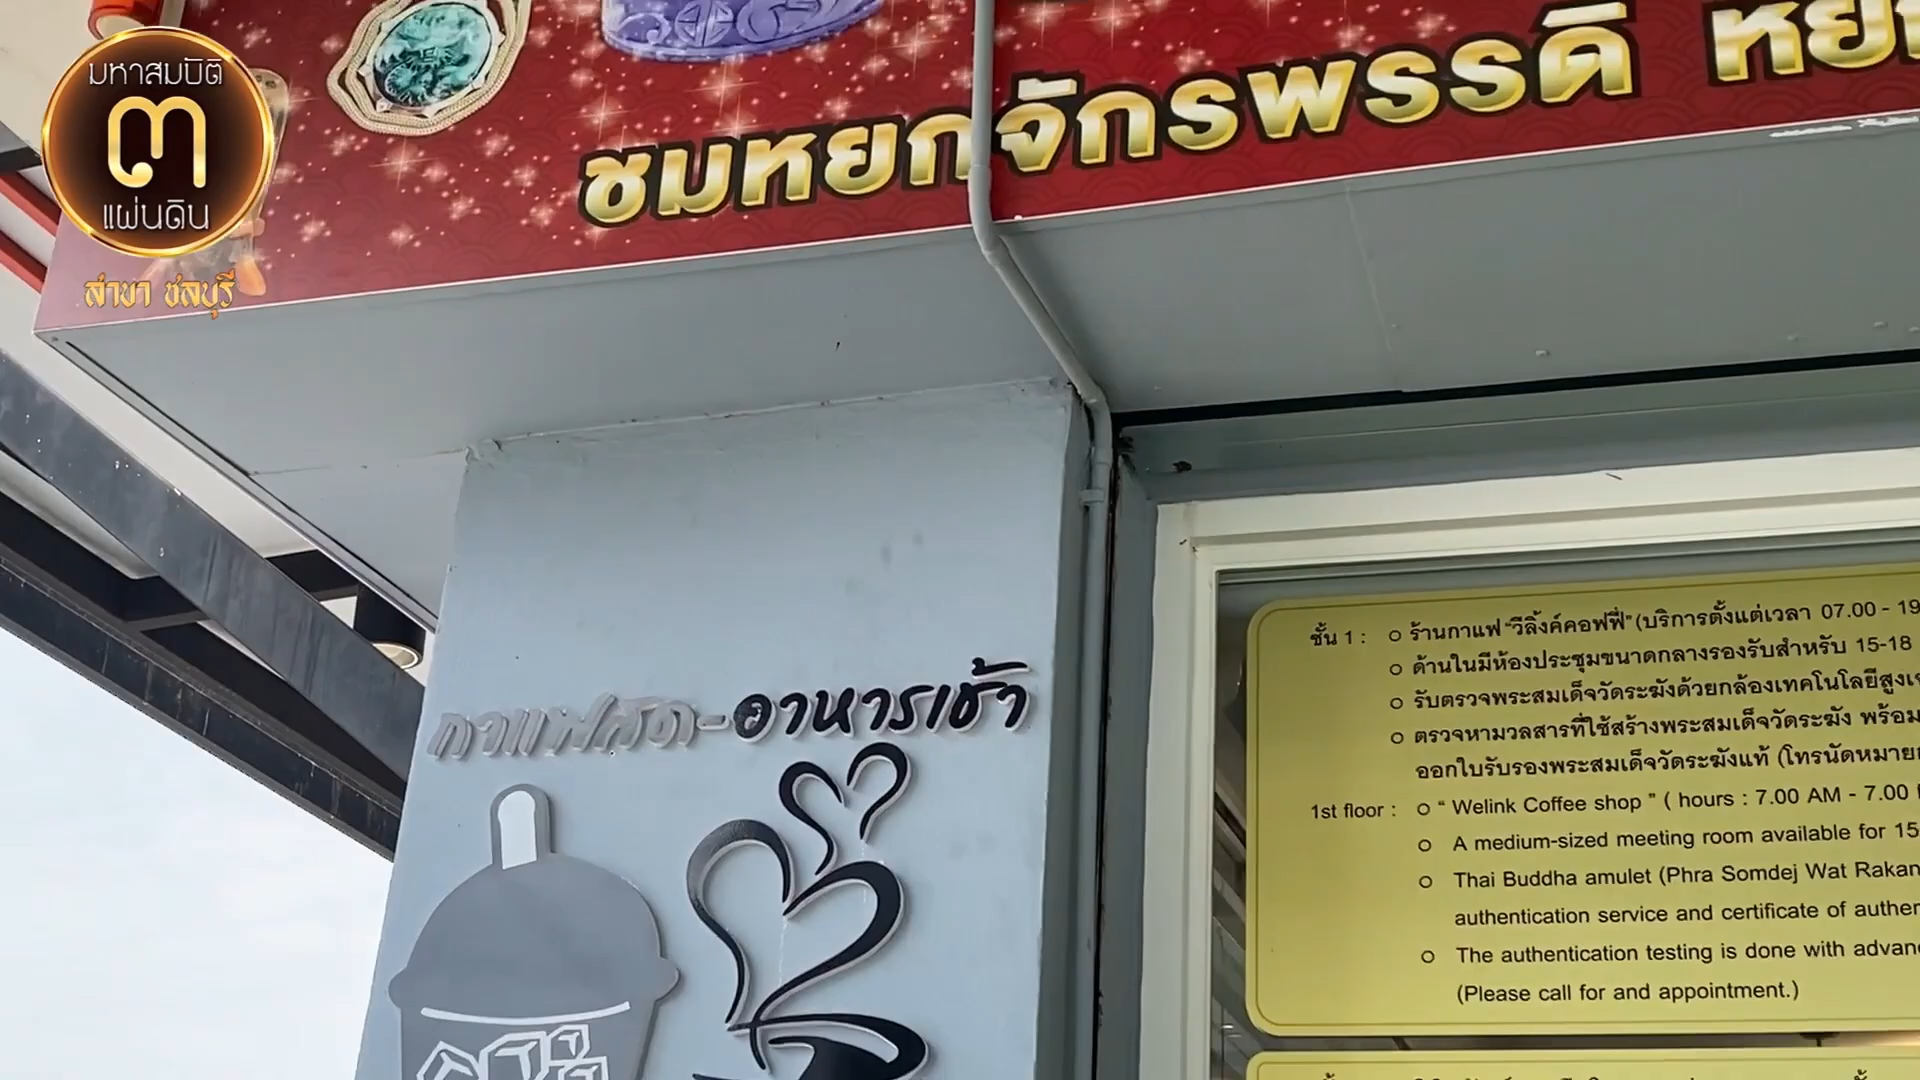 มหาสมบัติ
๓
แผ่นดิน
สาขา ชลบุรี
ชมหยกจักรพรรดิ
กาแฟสด-อาหารเช้า
ชั้น 1 : ○ ร้านกาแฟ "วีลิ้งค์คอฟฟี่" (บริการตั้งแต่เวลา 07.00 - 19
○ ด้านในมีห้องประชุมขนาดกลางรองรับสำหรับ 15-18
○ รับตรวจพระสมเด็จวัดระฆังด้วยกล้องเทคโนโลยีสูง
○ ตรวจหามวลสารที่ใช้สร้างพระสมเด็จวัดระฆัง พร้อม
ออกใบรับรองพระสมเด็จวัดระฆังแท้ (โทรนัดหมาย
1st floor : ○ " Welink Coffee shop " ( hours : 7.00 AM - 7.00
○ A medium-sized meeting room available for 15
○ Thai Buddha amulet (Phra Somdej Wat Rakan
authentication service and certificate of authen
○ The authentication testing is done with advan
(Please call for and appointment.)